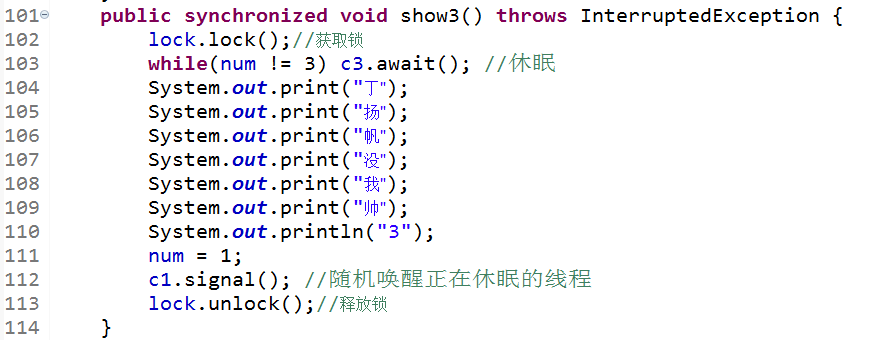 101 public synchronized void show3() throws InterruptedException {
102 lock.lock();//获取锁
103 while(num != 3) c3.await(); //休眠
104 System.out.print("丁");
105 System.out.print("扬");
106 System.out.print("帆");
107 System.out.print("没");
108 System.out.print("我");
109 System.out.print("帅");
110 System.out.println("3");
111 num = 1;
112 c1.signal(); //随机唤醒正在休眠的线程
113 lock.unlock();//释放锁
114 }